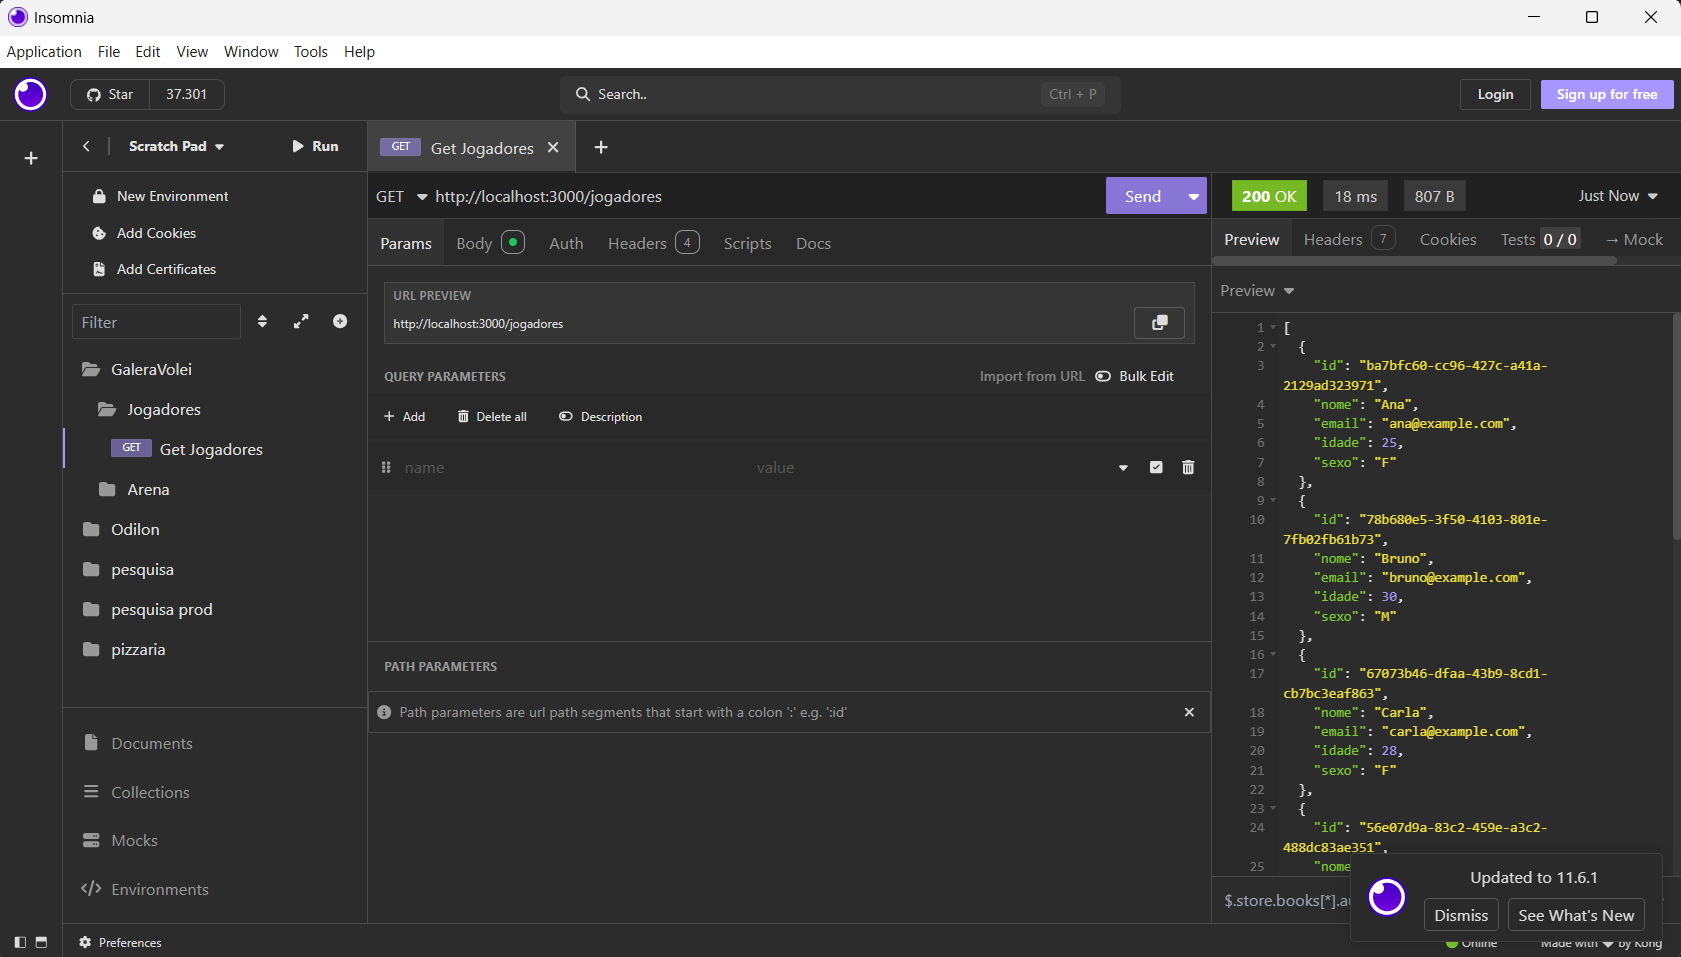 Insomnia
Application File Edit View Window Tools Help
Star 37.301
Search..
Ctrl + P
Login
Sign up for free
Scratch Pad
Run
GET Get Jogadores
New Environment
Add Cookies
Add Certificates
Filter
GaleraVolei
Jogadores
GET Get Jogadores
Arena
Odilon
pesquisa
pesquisa prod
pizzaria
Documents
Collections
Mocks
Environments
Preferences
GET http://localhost:3000/jogadores
Send
Params Body Auth Headers 4 Scripts Docs
URL PREVIEW
http://localhost:3000/jogadores
QUERY PARAMETERS
Import from URL Bulk Edit
Add Delete all Description
name value
PATH PARAMETERS
Path parameters are url path segments that start with a colon ':' e.g. ':id'
200 OK 18 ms 807 B Just Now
Preview Headers 7 Cookies Tests 0 / 0 → Mock
Preview
1 [
2 {
3 "id": "ba7bfc60-cc96-427c-a41a-
2129ad323971",
4 "nome": "Ana",
5 "email": "ana@example.com",
6 "idade": 25,
7 "sexo": "F"
8 },
9 {
10 "id": "78b680e5-3f50-4103-801e-
7fb02fb61b73",
11 "nome": "Bruno",
12 "email": "bruno@example.com",
13 "idade": 30,
14 "sexo": "M"
15 },
16 {
17 "id": "67073b46-dfaa-43b9-8cd1-
cb7bc3eaf863",
18 "nome": "Carla",
19 "email": "carla@example.com",
20 "idade": 28,
21 "sexo": "F"
22 },
23 {
24 "id": "56e07d9a-83c2-459e-a3c2-
488dc83ae351",
25 "nome
$.store.books[*].au
Updated to 11.6.1
Dismiss
See What's New
Online
Made with ❤ by Kong